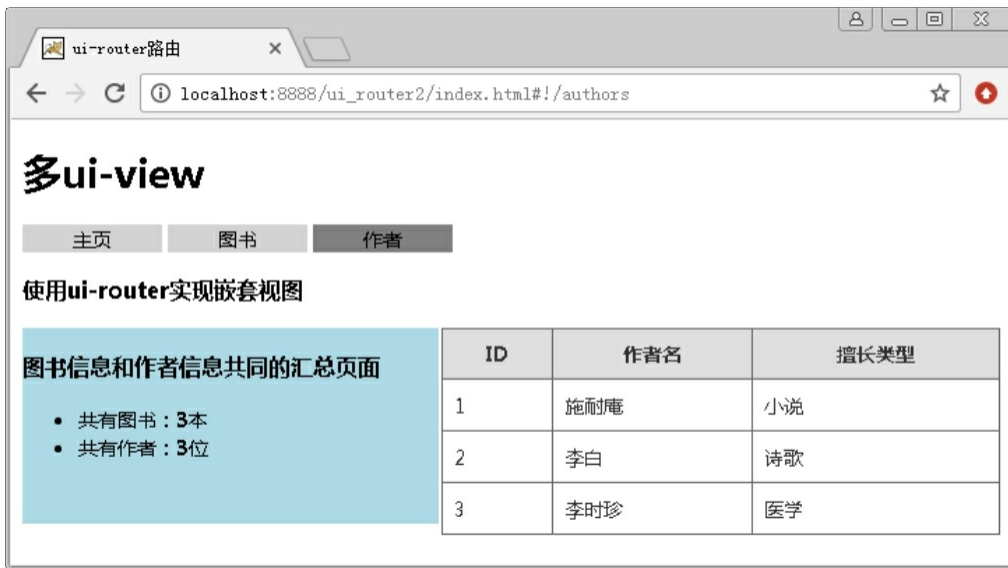 ui-router路由
localhost:8888/ui_router2/index.html#!/authors
多ui-view
主页 图书 作者
使用ui-router实现嵌套视图
图书信息和作者信息共同的汇总页面
共有图书：3本
共有作者：3位
ID 作者名 擅长类型
1 施耐庵 小说
2 李白 诗歌
3 李时珍 医学